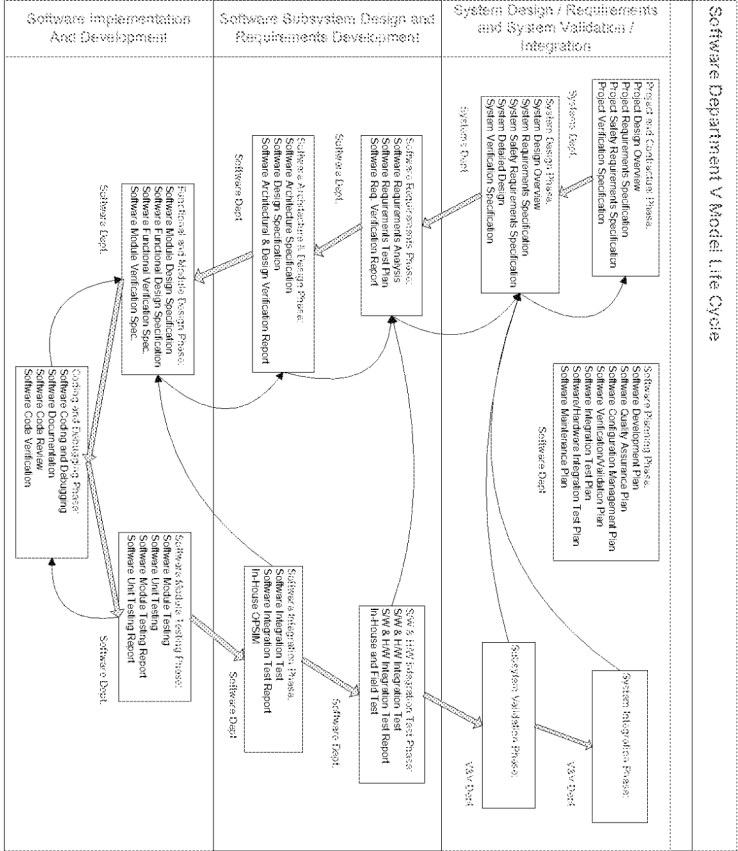 Software Department V Model Life Cycle
System Design / Requirements
and System Validation /
Integration
Software Subsystem Design and
Requirements Development
Software Implementation
And Development
Project and Contractual Phase:
Project Design Overview
Project Requirements Specification
Project Safety Requirements Specification
Project Verification Specification
Systems Dept.
System Design Phase:
System Design Overview
System Requirements Specification
System Safety Requirements Specification
System Detailed Design
System Verification Specification
Systems Dept
Software Requirements Phase:
Software Requirements Analysis
Software Requirements Test Plan
Software Req. Verification Report
Software Dept.
Software Architecture & Design Phase:
Software Architecture Specification
Software Design Specification
Software Architectural & Design Verification Report
Software Dept
Functional and Module Design Phase:
Software Module Design Specification
Software Functional Design Specification
Software Functional Verification Spec.
Software Module Verification Spec.
Software Dept.
Coding and Debugging Phase:
Software Coding and Debugging
Software Documentation
Software Code Review
Software Code Verification
Software Planning Phase:
Software Development Plan
Software Quality Assurance Plan
Software Configuration Management Plan
Software Verification/Validation Plan
Software Integration Test Plan
Software/Hardware Integration Test Plan
Software Maintenance Plan
Software Dept
Software Module Testing Phase:
Software Module Testing
Software Unit Testing
Software Module Testing Report
Software Unit Testing Report
Software Dept.
Software Integration Phase:
Software Integration Test
Software Integration Test Report
In-House OPSIM
Software Dept
S/W & H/W Integration Test Phase:
S/W & H/W Integration Test
S/W & H/W Integration Test Report
In-House and Field Test
Software Dept.
Subsytem Validation Phase:
V&V Dept
System Integration Phase:
V&V Dept